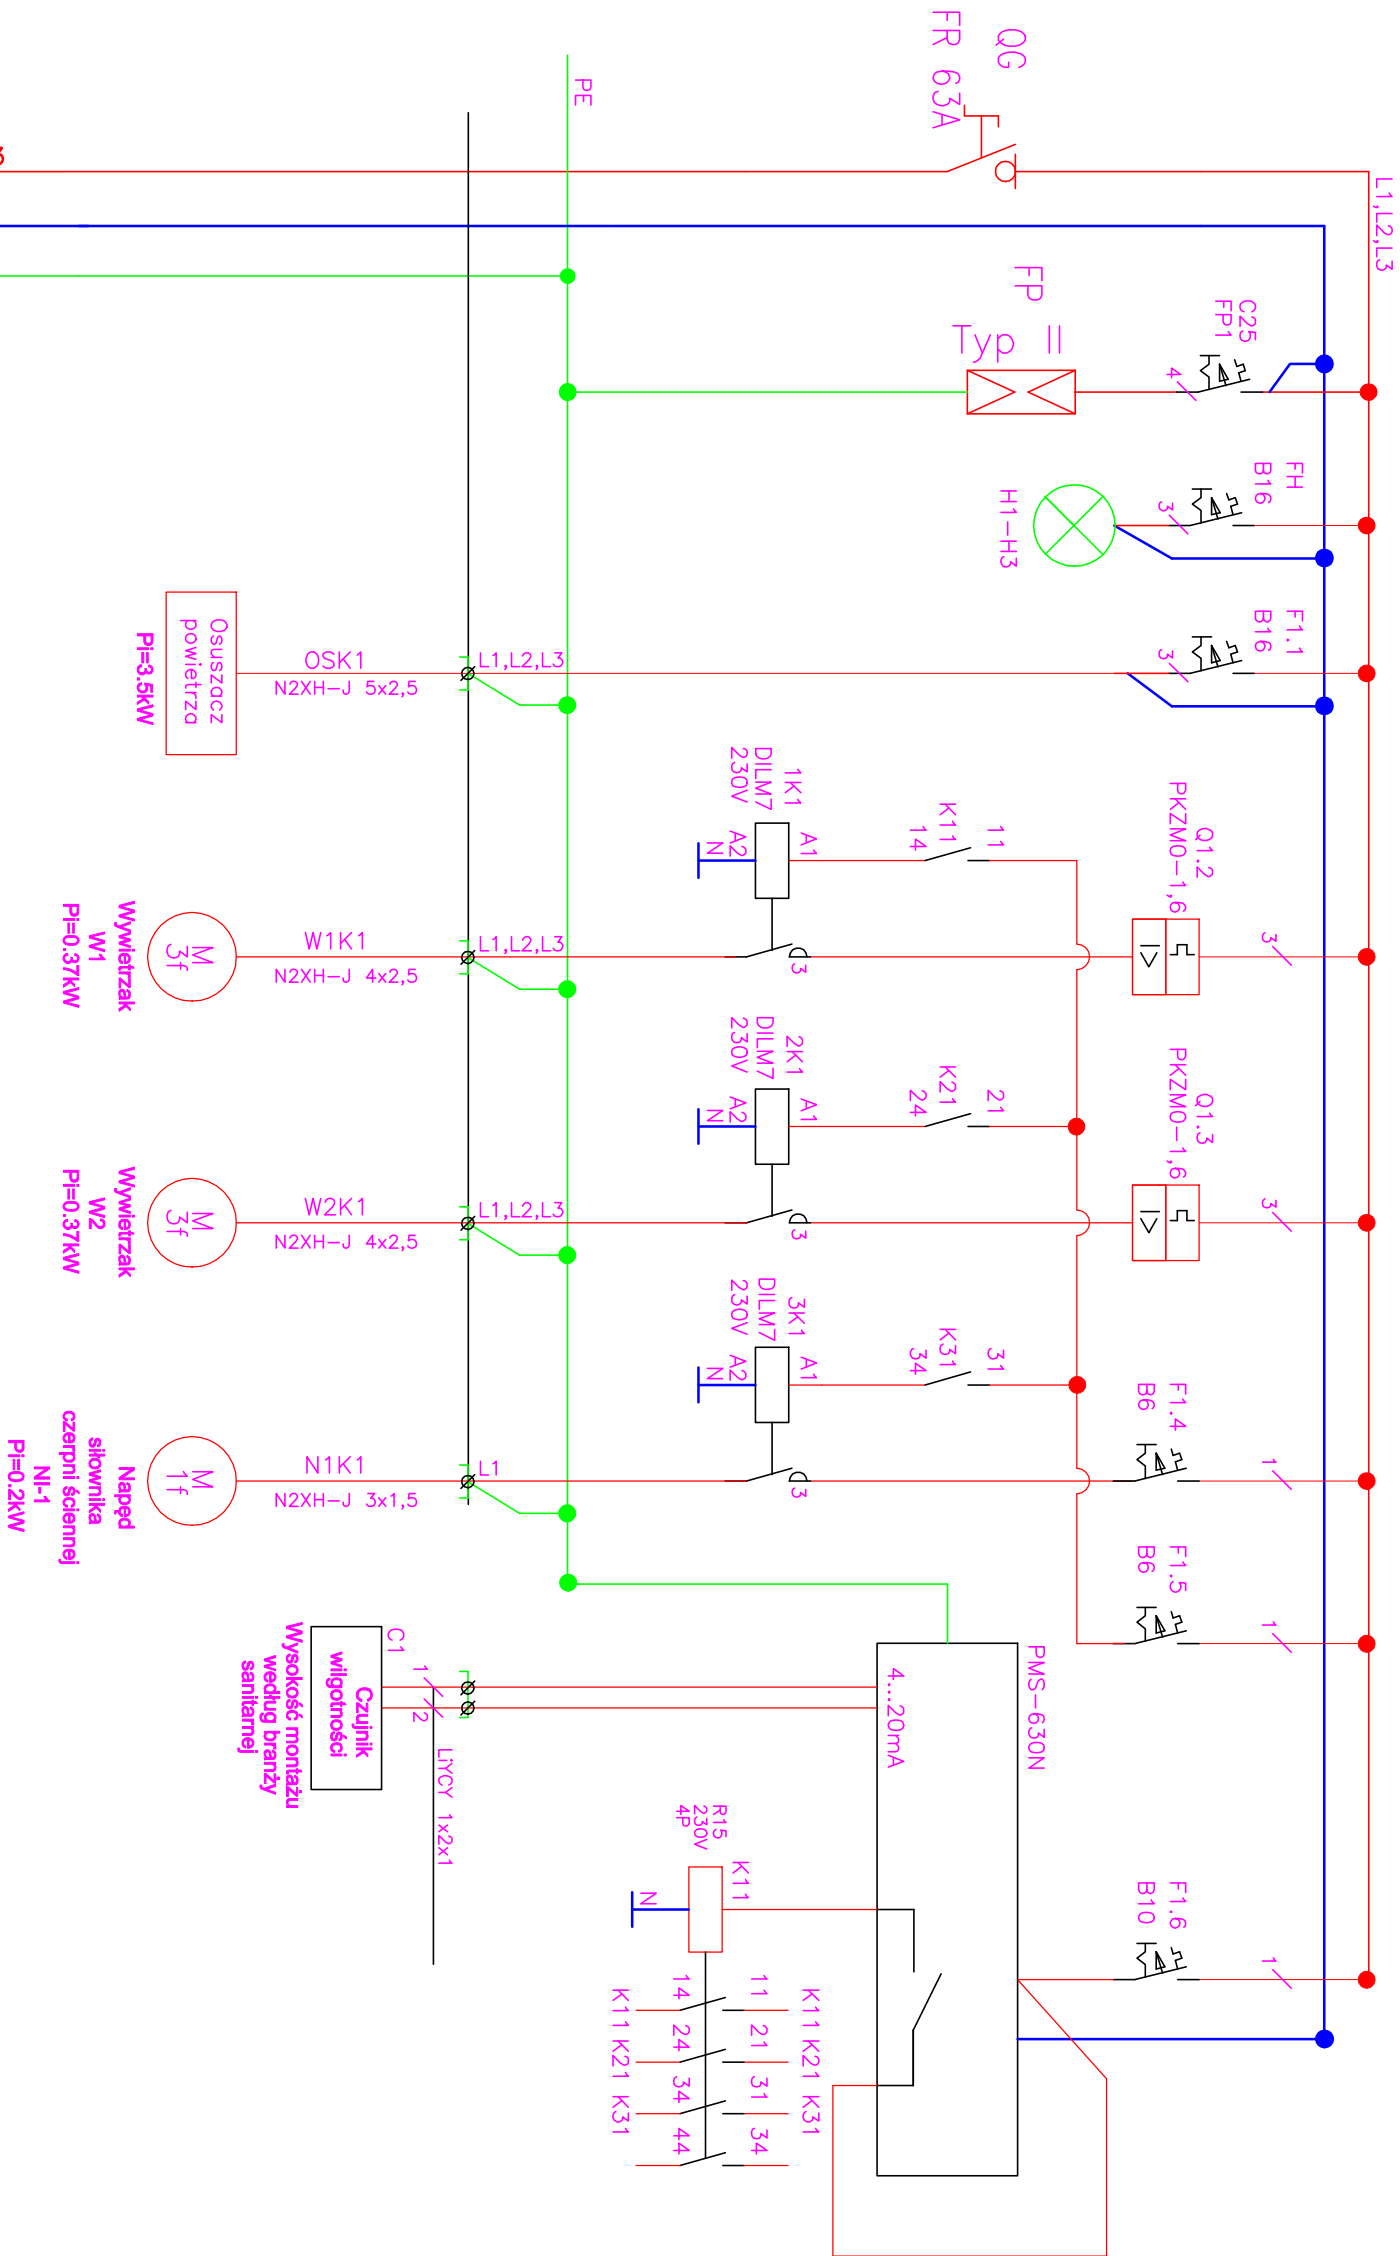 L1,L2,L3
QG
FR 63A
PE
3
C25
FP1
4
FP
Typ II
FH
B16
3
H1-H3
F1.1
B16
3
L1,L2,L3
OSK1
N2XH-J 5x2,5
Osuszacz
powietrza
Pi=3.5kW
Q1.2
PKZM0-1,6
3
11
K11
14
1K1
DILM7
230V
A1
A2
N
3
L1,L2,L3
W1K1
N2XH-J 4x2,5
M
3f
Wywietrzak
W1
Pi=0.37kW
Q1.3
PKZM0-1,6
3
21
K21
24
2K1
DILM7
230V
A1
A2
N
3
L1,L2,L3
W2K1
N2XH-J 4x2,5
M
3f
Wywietrzak
W2
Pi=0.37kW
F1.4
B6
1
31
K31
34
3K1
DILM7
230V
A1
A2
N
3
L1
N1K1
N2XH-J 3x1,5
M
1f
Napęd
siłownika
czerpni ściennej
NI-1
Pi=0.2kW
F1.5
B6
1
PMS-630N
4...20mA
C1
1
2
LiYCY 1x2x1
Czujnik
wilgotności
Wysokość montażu
według branży
sanitarnej
F1.6
B10
1
R15
230V
4P
K11
N
K11 K21 K31
11 21 31 34
14 24 34 44
K11 K21 K31